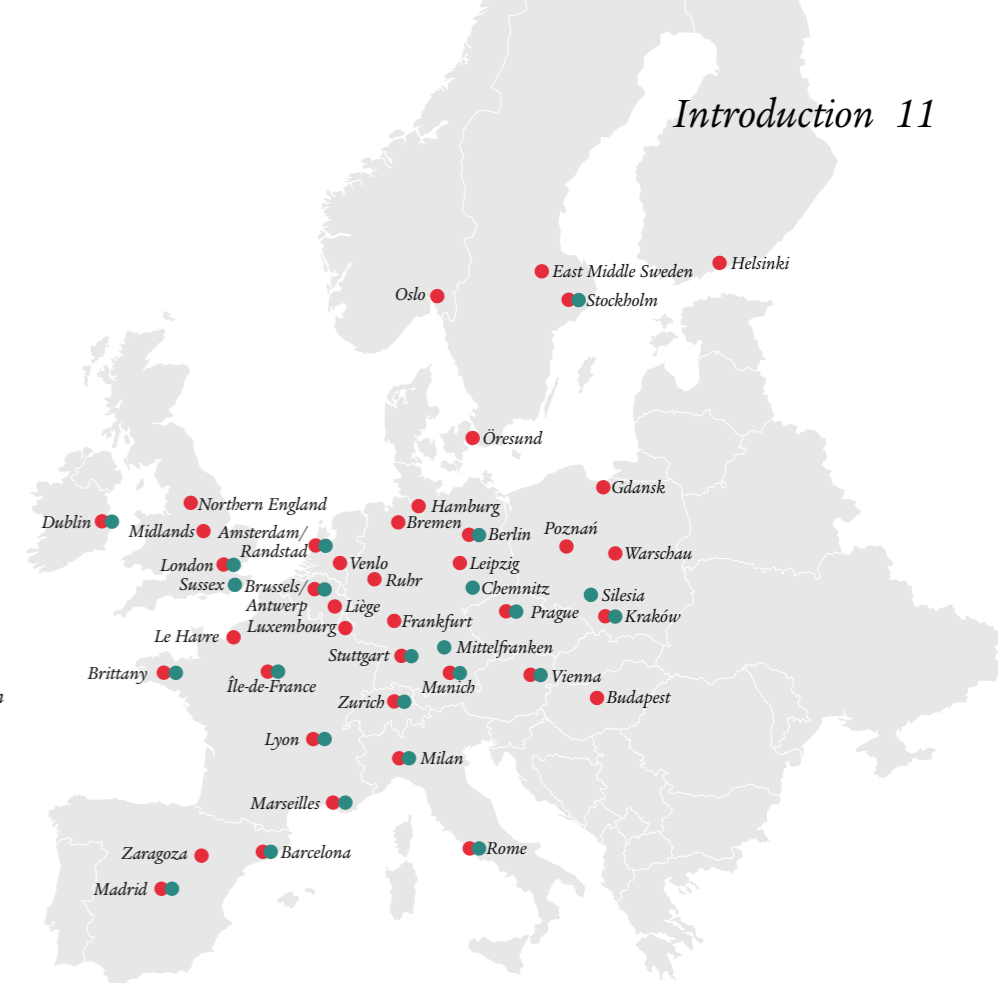 Introduction 11
Helsinki
East Middle Sweden
Oslo
Stockholm
Öresund
Gdansk
Northern England
Hamburg
Dublin
Bremen
Midlands
Amsterdam/
Randstad
Berlin
Poznań
Warschau
London
Venlo
Leipzig
Sussex
Brussels/
Antwerp
Ruhr
Chemnitz
Silesia
Liège
Prague
Kraków
Luxembourg
Frankfurt
Le Havre
Mittelfranken
Stuttgart
Brittany
Île-de-France
Munich
Vienna
Budapest
Zurich
Lyon
Milan
Marseilles
Zaragoza
Barcelona
Rome
Madrid